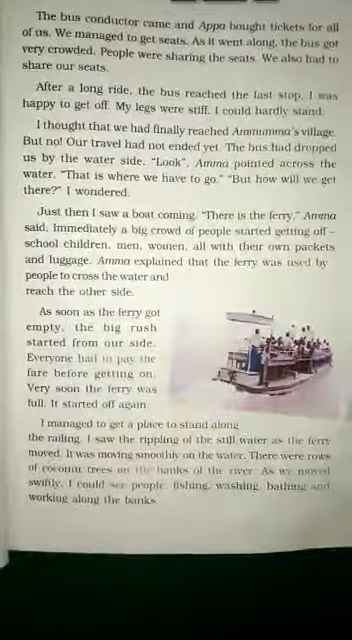 The bus conductor came and Appa bought tickets for all
of us. We managed to get seats. As it went along, the bus got
very crowded. People were sharing the seats. We also had to
share our seats.
After a long ride, the bus reached the last stop. I was
happy to get off. My legs were stiff. I could hardly stand.
I thought that we had finally reached Ammumma's village.
But no! Our travel had not ended yet. The bus had dropped
us by the water side. "Look", Amma pointed across the
water. "That is where we have to go." "But how will we get
there?" I wondered.
Just then I saw a boat coming. "There is the ferry," Amma
said. Immediately a big crowd of people started getting off –
school children, men, women, all with their own packets
and luggage. Amma explained that the ferry was used by
people to cross the water and
reach the other side.
As soon as the ferry got
empty, the big rush
started from our side.
Everyone had to pay the
fare before getting on.
Very soon the ferry was
full. It started off again.
I managed to get a place to stand along
the railing. I saw the rippling of the still water as the ferry
moved. It was moving smoothly on the water. There were rows
of coconut trees on the banks of the river. As we moved
swiftly, I could see people, fishing, washing, bathing and
working along the banks.